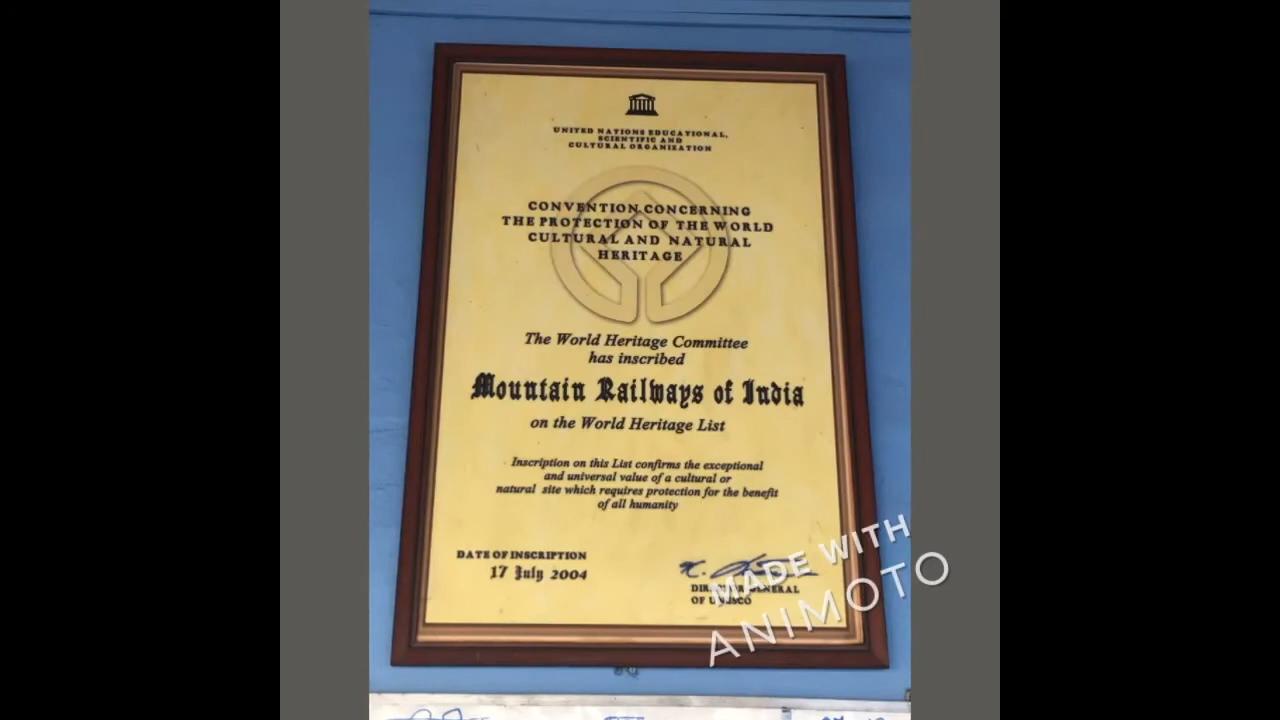 UNITED NATIONS EDUCATIONAL,
SCIENTIFIC AND
CULTURAL ORGANIZATION
CONVENTION CONCERNING
THE PROTECTION OF THE WORLD
CULTURAL AND NATURAL
HERITAGE
The World Heritage Committee
has inscribed
Mountain Railways of India
on the World Heritage List
Inscription on this List confirms the exceptional
and universal value of a cultural or
natural site which requires protection for the benefit
of all humanity
DATE OF INSCRIPTION
17 July 2004
DIRECTOR GENERAL
OF UNESCO
MADE WITH
ANIMOTO